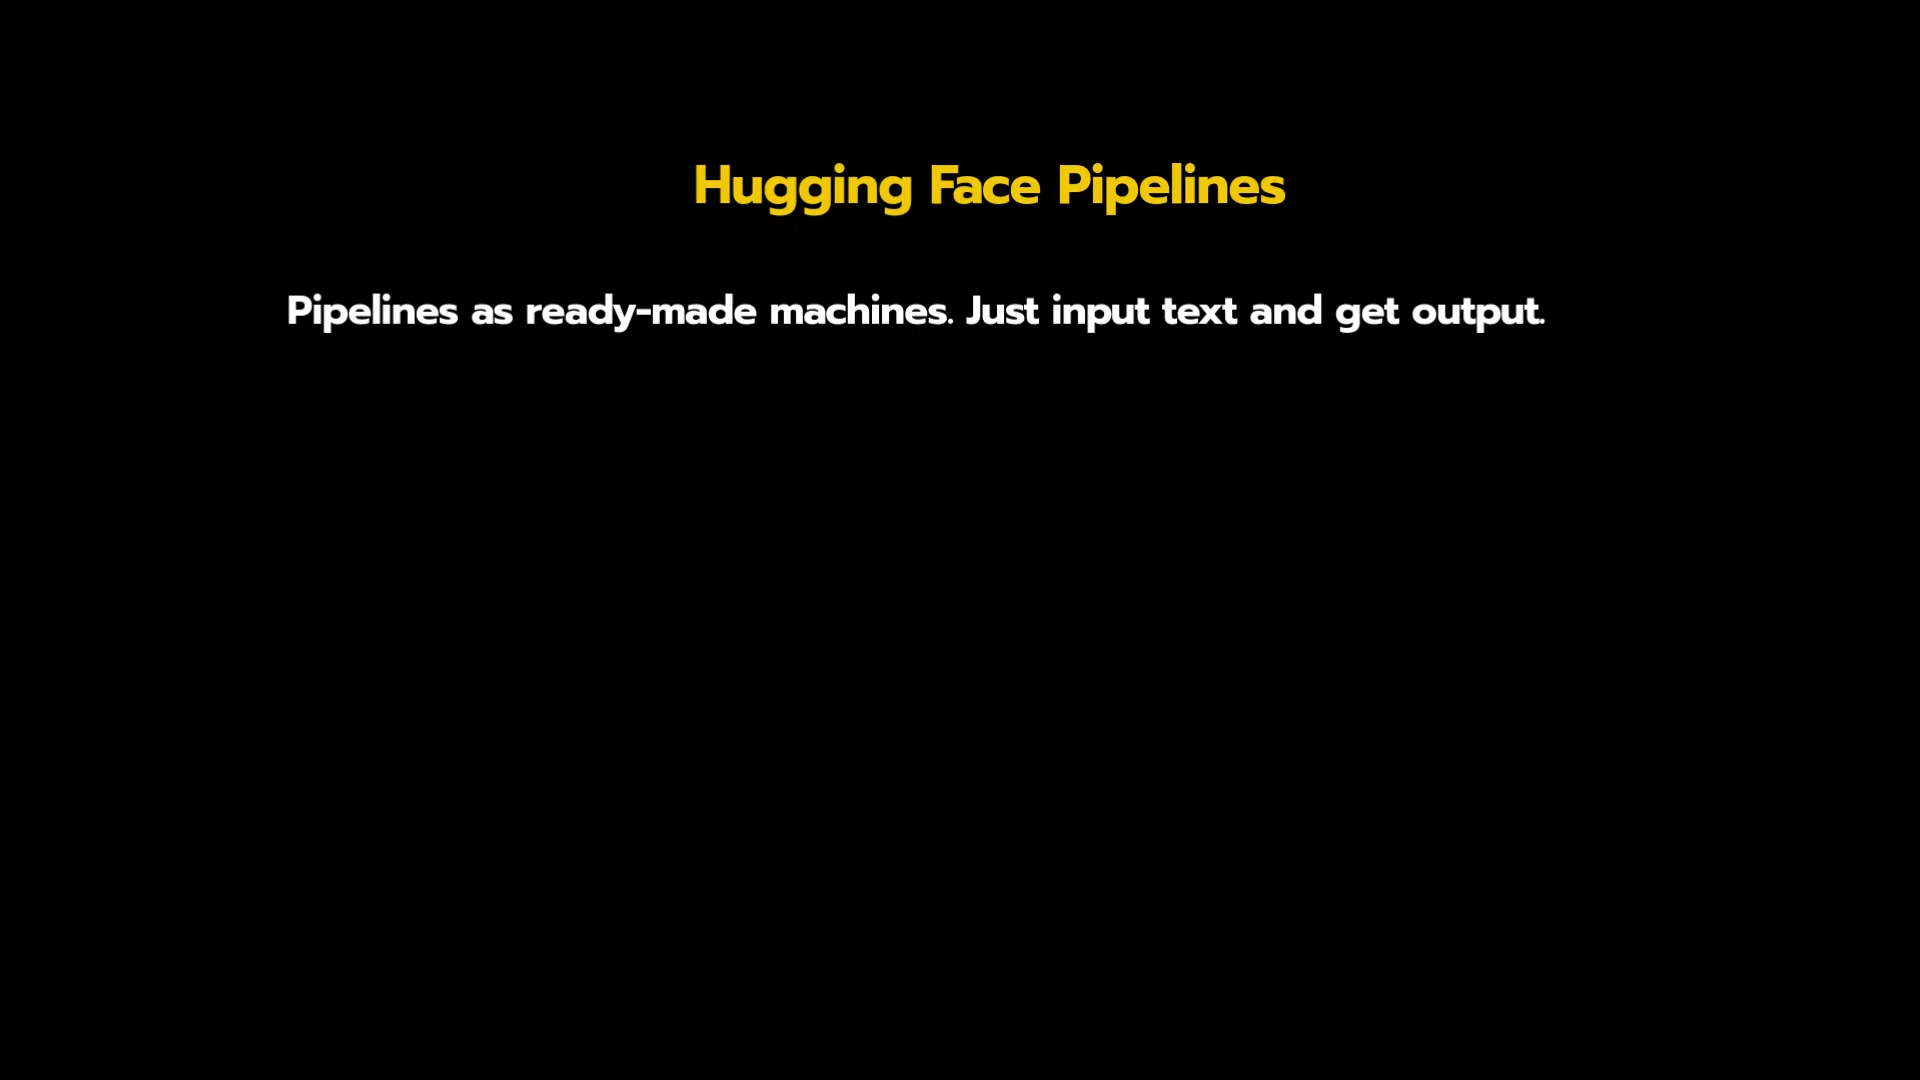 Hugging Face Pipelines
Pipelines as ready-made machines. Just input text and get output.